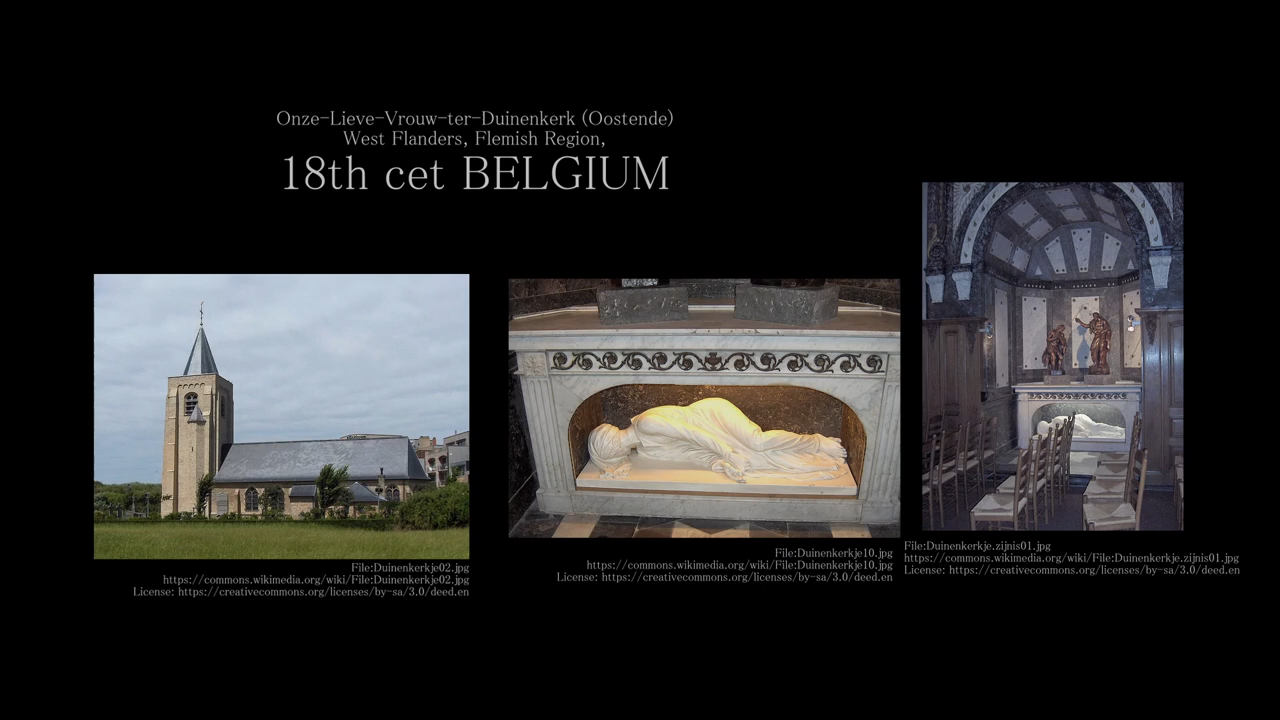 Onze-Lieve-Vrouw-ter-Duinenkerk (Oostende)
West Flanders, Flemish Region,
18th cet BELGIUM
File:Duinenkerkje02.jpg
https://commons.wikimedia.org/wiki/File:Duinenkerkje02.jpg
License: https://creativecommons.org/licenses/by-sa/3.0/deed.en
File:Duinenkerkje10.jpg
https://commons.wikimedia.org/wiki/File:Duinenkerkje10.jpg
License: https://creativecommons.org/licenses/by-sa/3.0/deed.en
File:Duinenkerkje.zijnis01.jpg
https://commons.wikimedia.org/wiki/File:Duinenkerkje.zijnis01.jpg
License: https://creativecommons.org/licenses/by-sa/3.0/deed.en